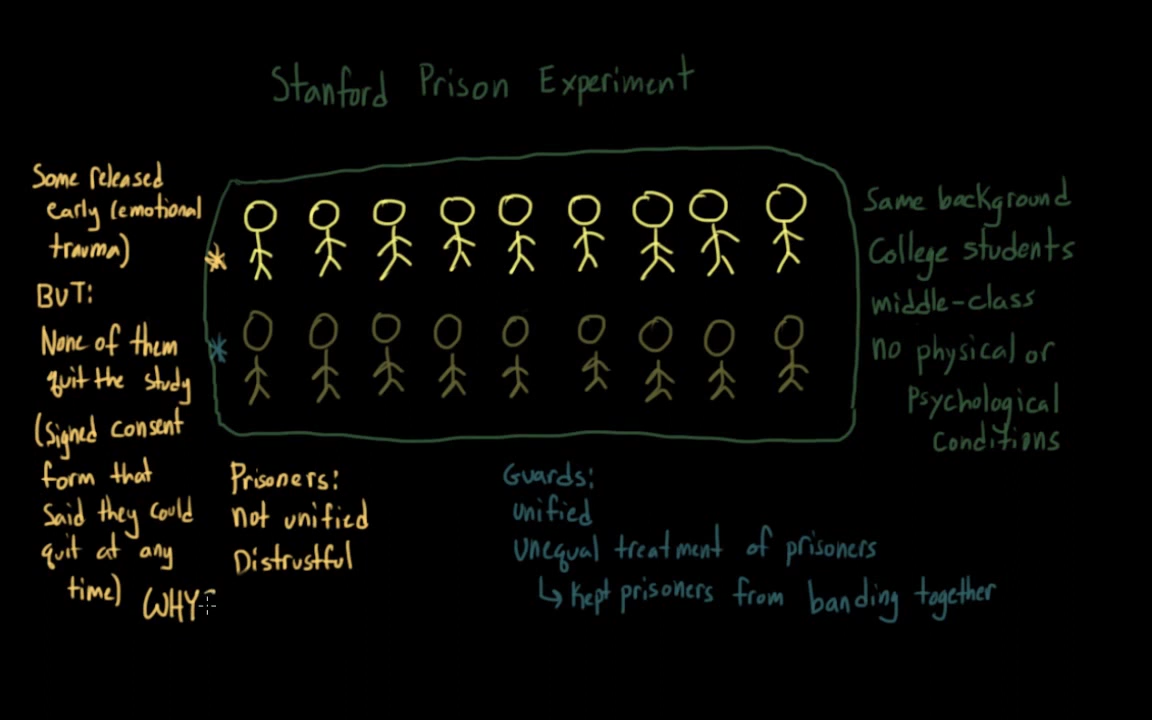 Stanford Prison Experiment
Some released
early (emotional
trauma)
BUT:
None of them
quit the study
(Signed consent
form that
Said they could
quit at any
time)
WHY?
Prisoners:
not unified
Distrustful
Guards:
unified
Unequal treatment of prisoners
↳ Kept prisoners from banding together
Same background
College students
middle-class
no physical or
Psychological
conditions